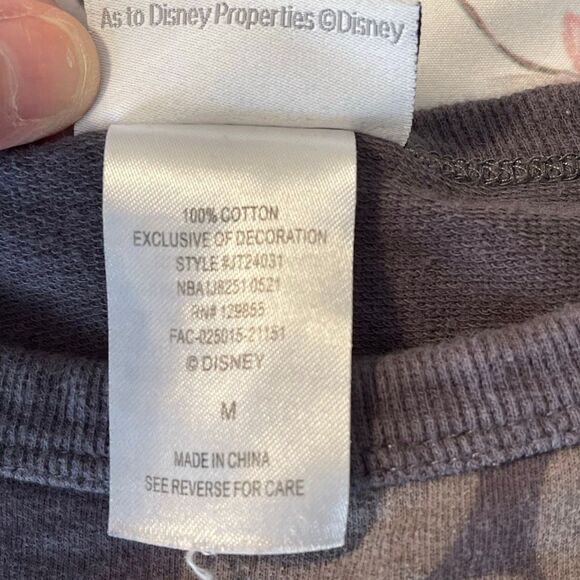 As to Disney Properties ©Disney
100% COTTON
EXCLUSIVE OF DECORATION
STYLE #JT24031
NBA1J8251 0521
RN# 129855
FAC-025015-21151
© DISNEY
M
MADE IN CHINA
SEE REVERSE FOR CARE